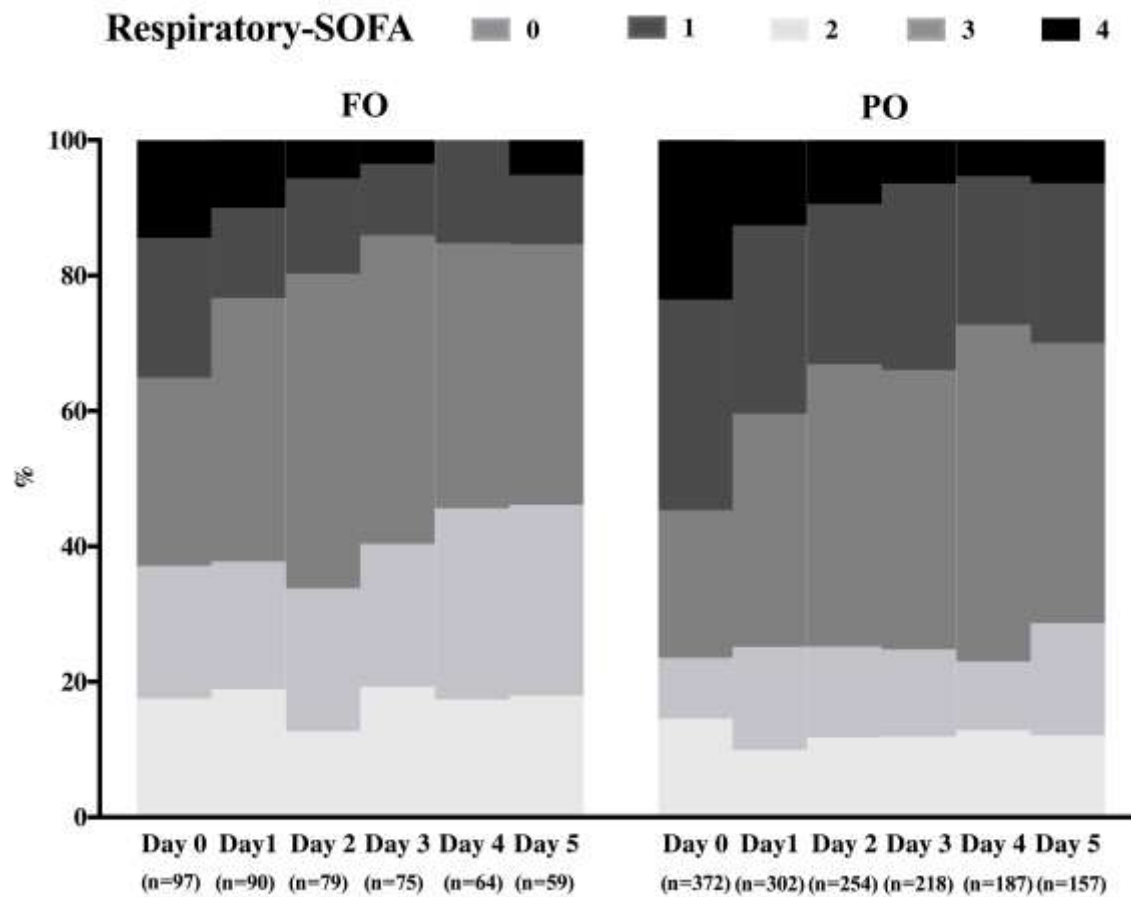 Respiratory-SOFA 0 1 2 3 4
FO PO
100
80
60
40
20
0
%
Day 0 Day1 Day 2 Day 3 Day 4 Day 5 Day 0 Day1 Day 2 Day 3 Day 4 Day 5
(n=97) (n=90) (n=79) (n=75) (n=64) (n=59) (n=372) (n=302) (n=254) (n=218) (n=187) (n=157)